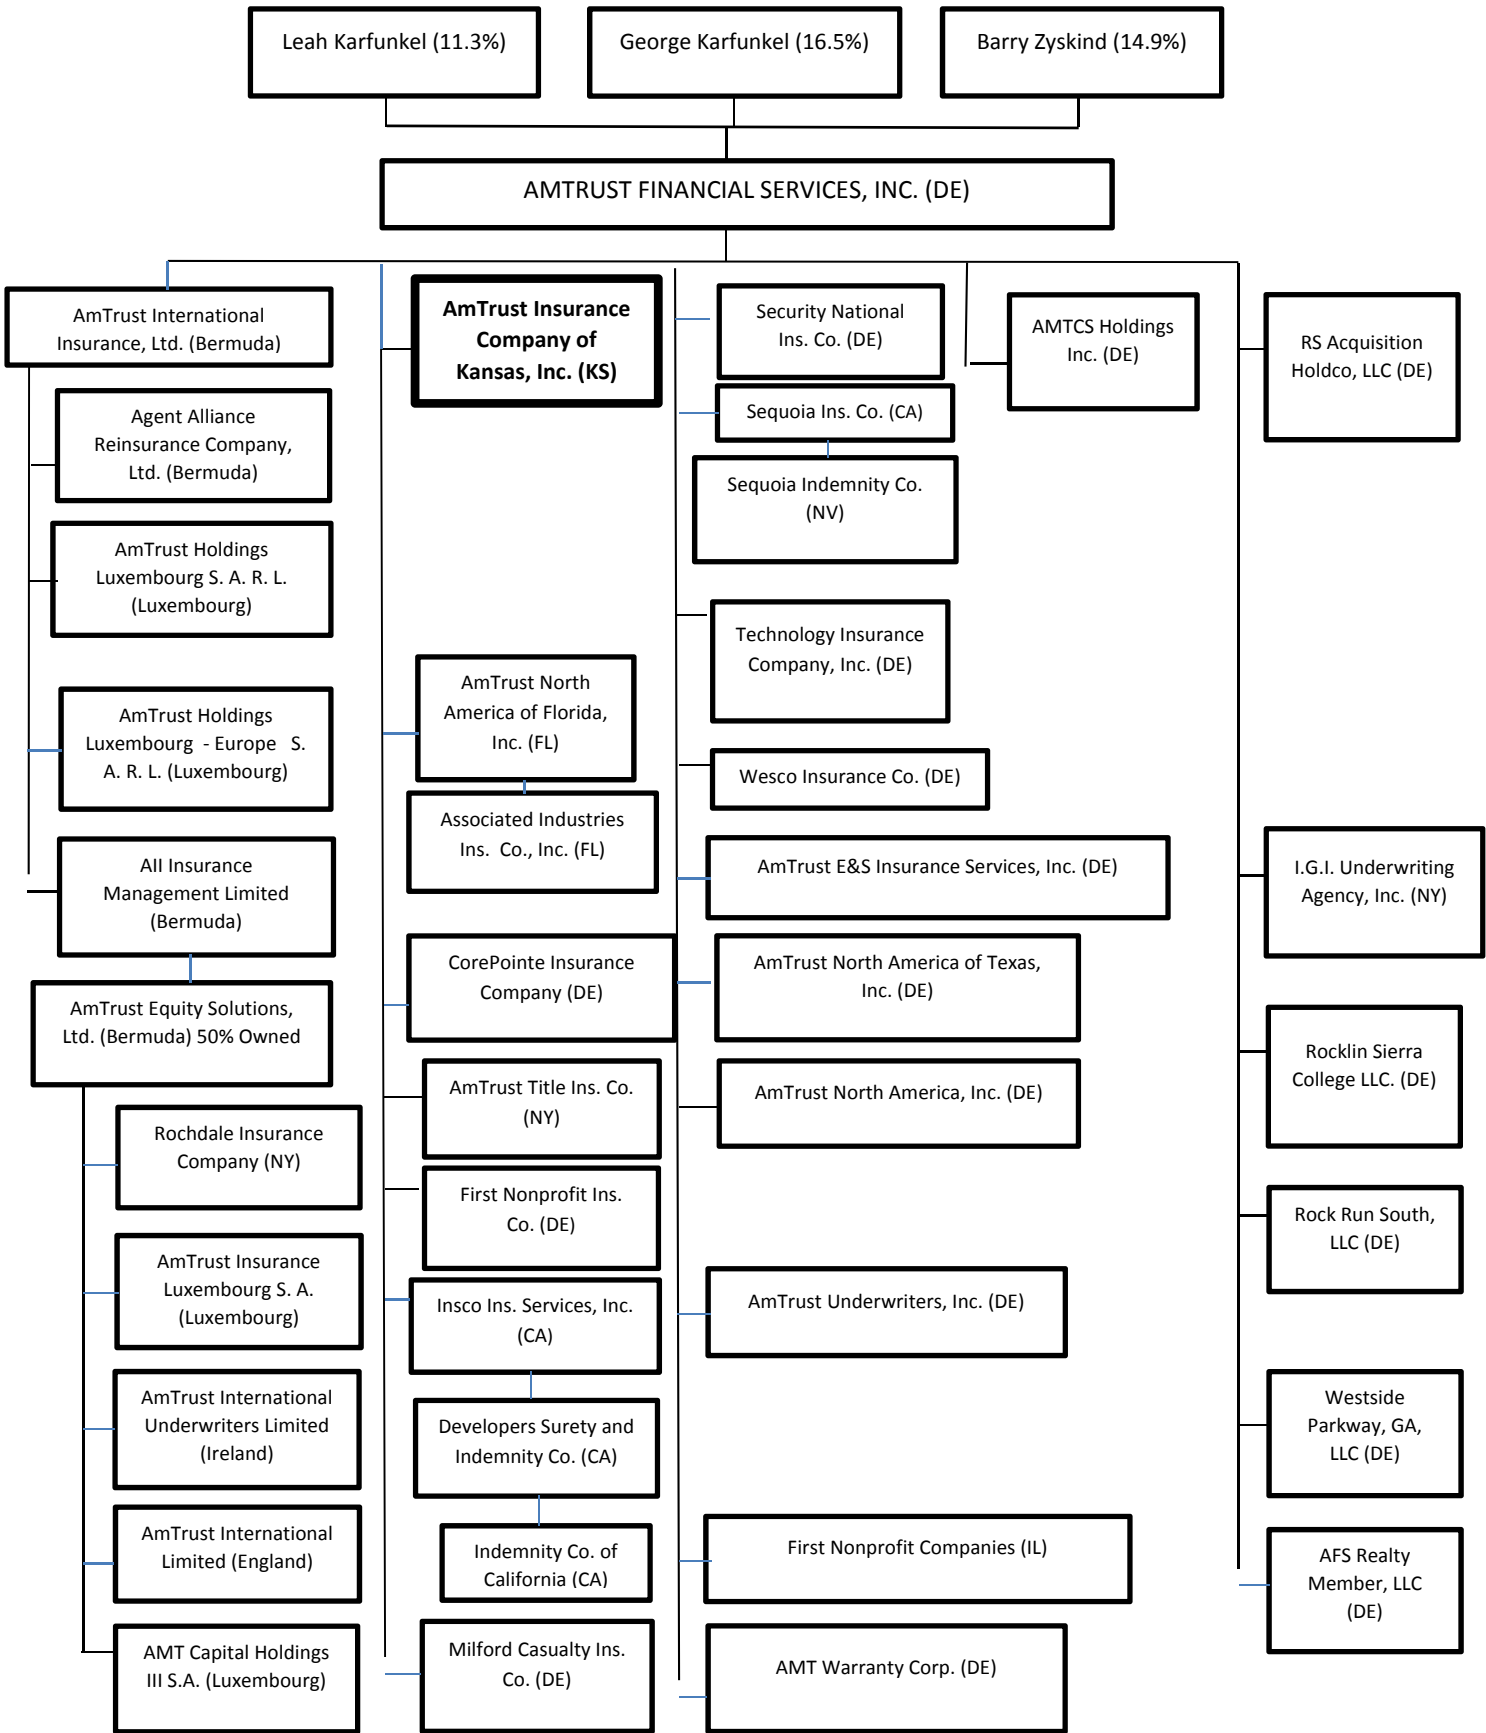 Leah Karfunkel (11.3%)
George Karfunkel (16.5%)
Barry Zyskind (14.9%)
AMTRUST FINANCIAL SERVICES, INC. (DE)
AmTrust International
Insurance, Ltd. (Bermuda)
Agent Alliance
Reinsurance Company,
Ltd. (Bermuda)
AmTrust Holdings
Luxembourg S. A. R. L.
(Luxembourg)
AmTrust Holdings
Luxembourg - Europe S.
A. R. L. (Luxembourg)
AII Insurance
Management Limited
(Bermuda)
AmTrust Equity Solutions,
Ltd. (Bermuda) 50% Owned
Rochdale Insurance
Company (NY)
AmTrust Insurance
Luxembourg S. A.
(Luxembourg)
AmTrust International
Underwriters Limited
(Ireland)
AmTrust International
Limited (England)
AMT Capital Holdings
III S.A. (Luxembourg)
AmTrust Insurance
Company of
Kansas, Inc. (KS)
AmTrust North
America of Florida,
Inc. (FL)
Associated Industries
Ins. Co., Inc. (FL)
CorePointe Insurance
Company (DE)
AmTrust Title Ins. Co.
(NY)
First Nonprofit Ins.
Co. (DE)
Insco Ins. Services, Inc.
(CA)
Developers Surety and
Indemnity Co. (CA)
Indemnity Co. of
California (CA)
Milford Casualty Ins.
Co. (DE)
Security National
Ins. Co. (DE)
Sequoia Ins. Co. (CA)
Sequoia Indemnity Co.
(NV)
Technology Insurance
Company, Inc. (DE)
Wesco Insurance Co. (DE)
AmTrust E&S Insurance Services, Inc. (DE)
AmTrust North America of Texas,
Inc. (DE)
AmTrust North America, Inc. (DE)
AmTrust Underwriters, Inc. (DE)
First Nonprofit Companies (IL)
AMT Warranty Corp. (DE)
AMTCS Holdings
Inc. (DE)
RS Acquisition
Holdco, LLC (DE)
I.G.I. Underwriting
Agency, Inc. (NY)
Rocklin Sierra
College LLC. (DE)
Rock Run South,
LLC (DE)
Westside
Parkway, GA,
LLC (DE)
AFS Realty
Member, LLC
(DE)